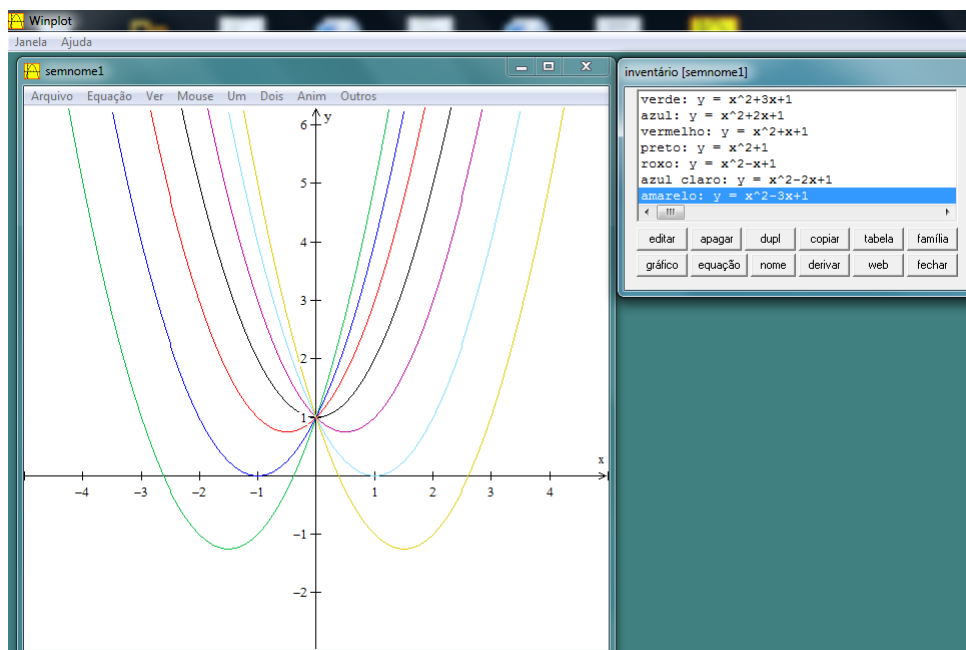 Winplot
Janela Ajuda
semnome1
Arquivo Equação Ver Mouse Um Dois Anim Outros
y
6
5
4
3
2
1
x
−4 −3 −2 −1 1 2 3 4
−1
−2
inventário [semnome1]
verde: y = x^2+3x+1
azul: y = x^2+2x+1
vermelho: y = x^2+x+1
preto: y = x^2+1
roxo: y = x^2-x+1
azul claro: y = x^2-2x+1
amarelo: y = x^2-3x+1
editar apagar dupl copiar tabela família
gráfico equação nome derivar web fechar